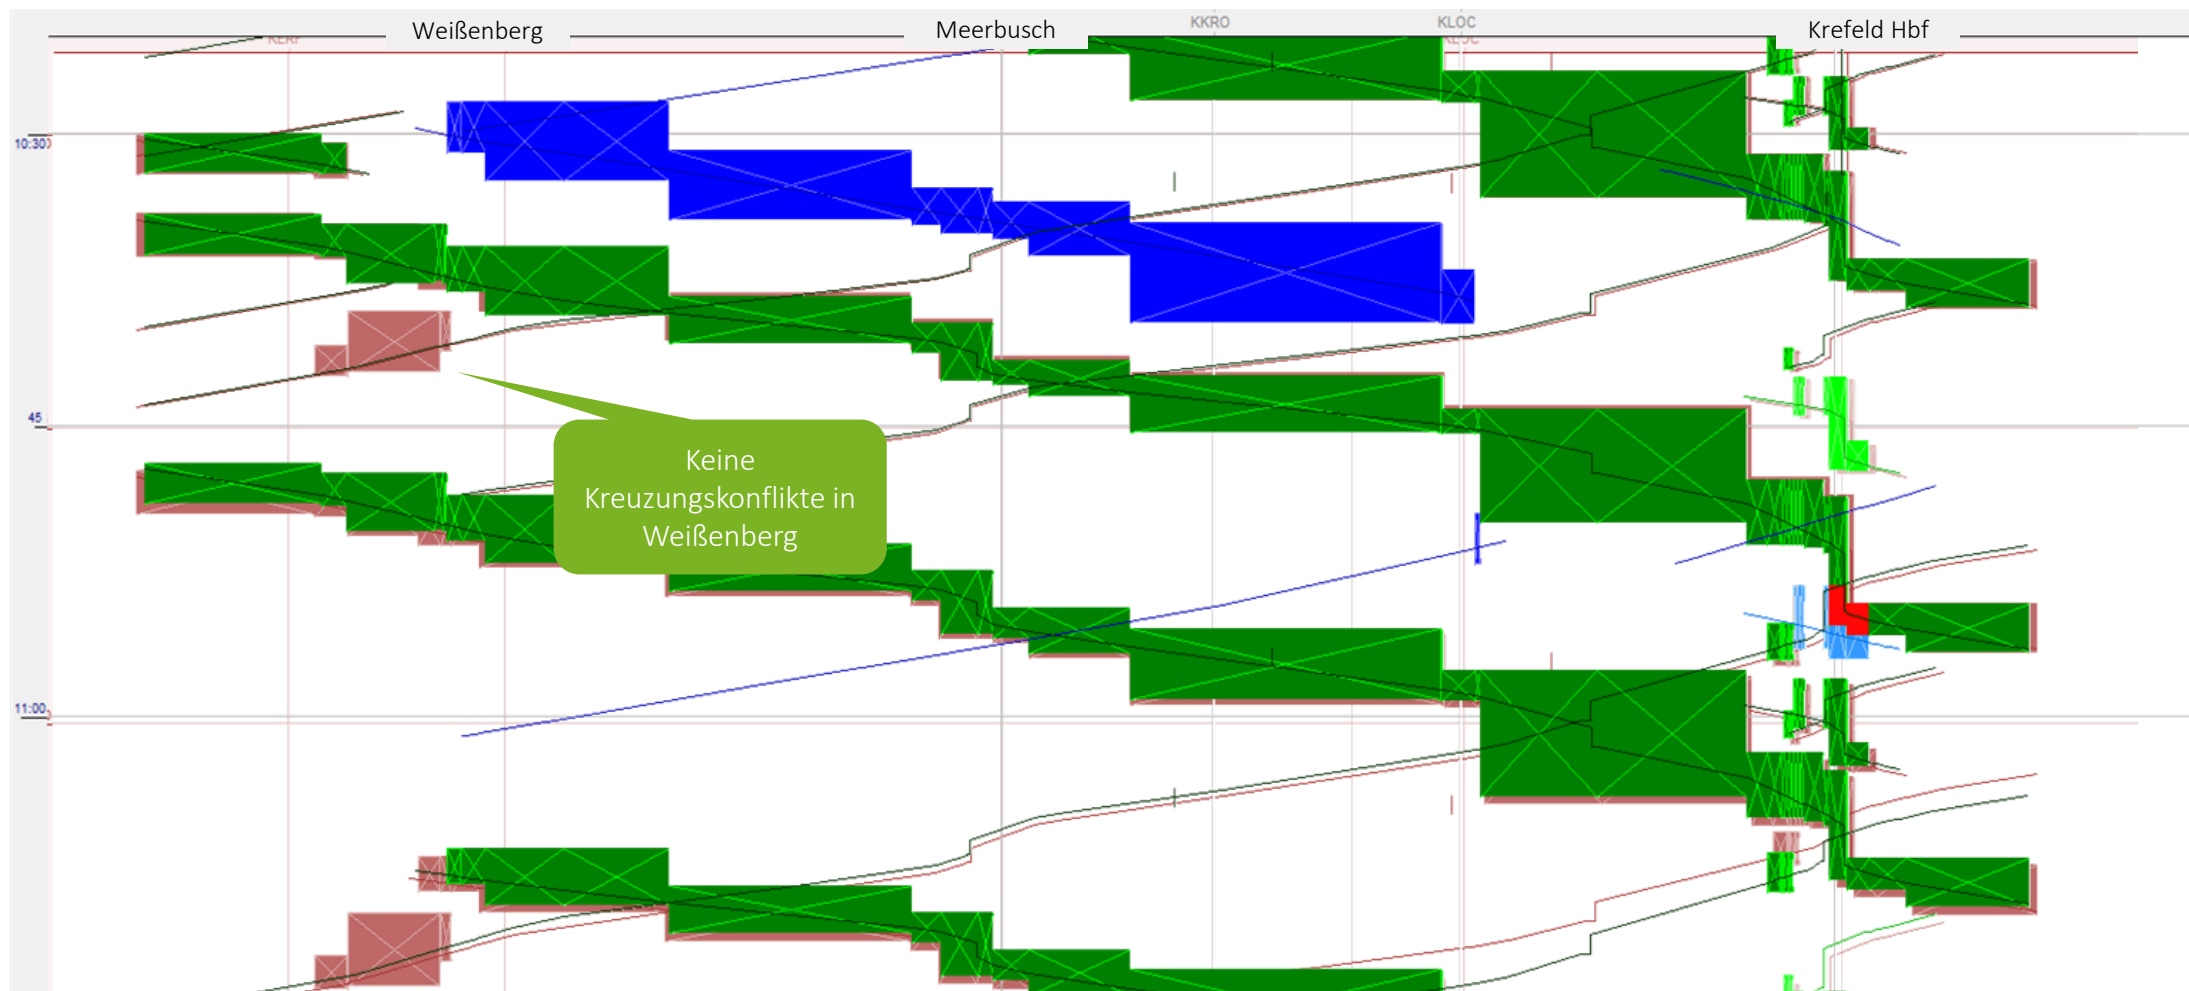 Weißenberg
Meerbusch
KKRO
KLOC
Krefeld Hbf
10:30
45
11:00
Keine
Kreuzungskonflikte in
Weißenberg